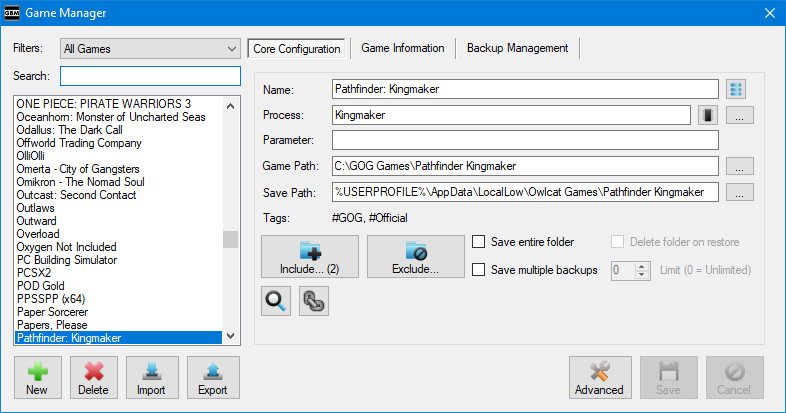 GBM Game Manager
Filters: All Games Core Configuration Game Information Backup Management
Search:
ONE PIECE: PIRATE WARRIORS 3
Oceanhorn: Monster of Uncharted Seas
Odallus: The Dark Call
Offworld Trading Company
OlliOlli
Omerta - City of Gangsters
Omikron - The Nomad Soul
Outcast: Second Contact
Outlaws
Outward
Overload
Oxygen Not Included
PC Building Simulator
PCSX2
POD Gold
PPSSPP (x64)
Paper Sorcerer
Papers, Please
Pathfinder: Kingmaker
Name: Pathfinder: Kingmaker
Process: Kingmaker ...
Parameter:
Game Path: C:\GOG Games\Pathfinder Kingmaker ...
Save Path: %USERPROFILE%\AppData\LocalLow\Owlcat Games\Pathfinder Kingmaker ...
Tags: #GOG, #Official
Include... (2) Exclude... Save entire folder Delete folder on restore
Save multiple backups 0 Limit (0 = Unlimited)
New Delete Import Export Advanced Save Cancel